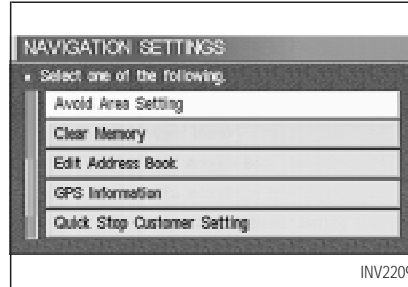 NAVIGATION SETTINGS
Select one of the following.
Avoid Area Setting
Clear Memory
Edit Address Book
GPS Information
Quick Stop Customer Setting
INV2209